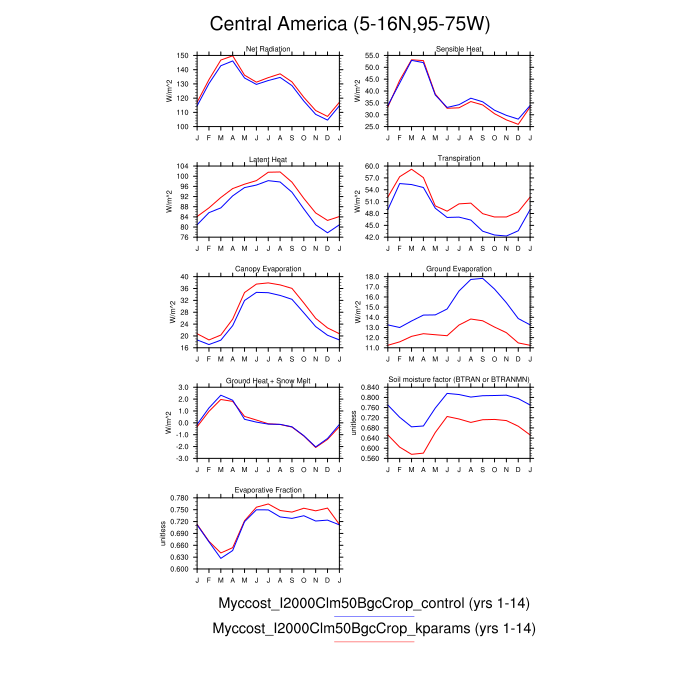 Central America (5-16N,95-75W)
Net Radiation
W/m^2
150
140
130
120
110
100
J F M A M J J A S O N D J
Sensible Heat
W/m^2
55.0
50.0
45.0
40.0
35.0
30.0
25.0
J F M A M J J A S O N D J
Latent Heat
W/m^2
104
100
96
92
88
84
80
76
J F M A M J J A S O N D J
Transpiration
W/m^2
60.0
57.0
54.0
51.0
48.0
45.0
42.0
J F M A M J J A S O N D J
Canopy Evaporation
W/m^2
40
36
32
28
24
20
16
J F M A M J J A S O N D J
Ground Evaporation
W/m^2
18.0
17.0
16.0
15.0
14.0
13.0
12.0
11.0
J F M A M J J A S O N D J
Ground Heat + Snow Melt
W/m^2
3.0
2.0
1.0
0.0
-1.0
-2.0
-3.0
J F M A M J J A S O N D J
Soil moisture factor (BTRAN or BTRANMN)
unitless
0.840
0.800
0.760
0.720
0.680
0.640
0.600
0.560
J F M A M J J A S O N D J
Evaporative Fraction
unitless
0.780
0.750
0.720
0.690
0.660
0.630
0.600
J F M A M J J A S O N D J
Myccost_I2000Clm50BgcCrop_control (yrs 1-14)
Myccost_I2000Clm50BgcCrop_kparams (yrs 1-14)